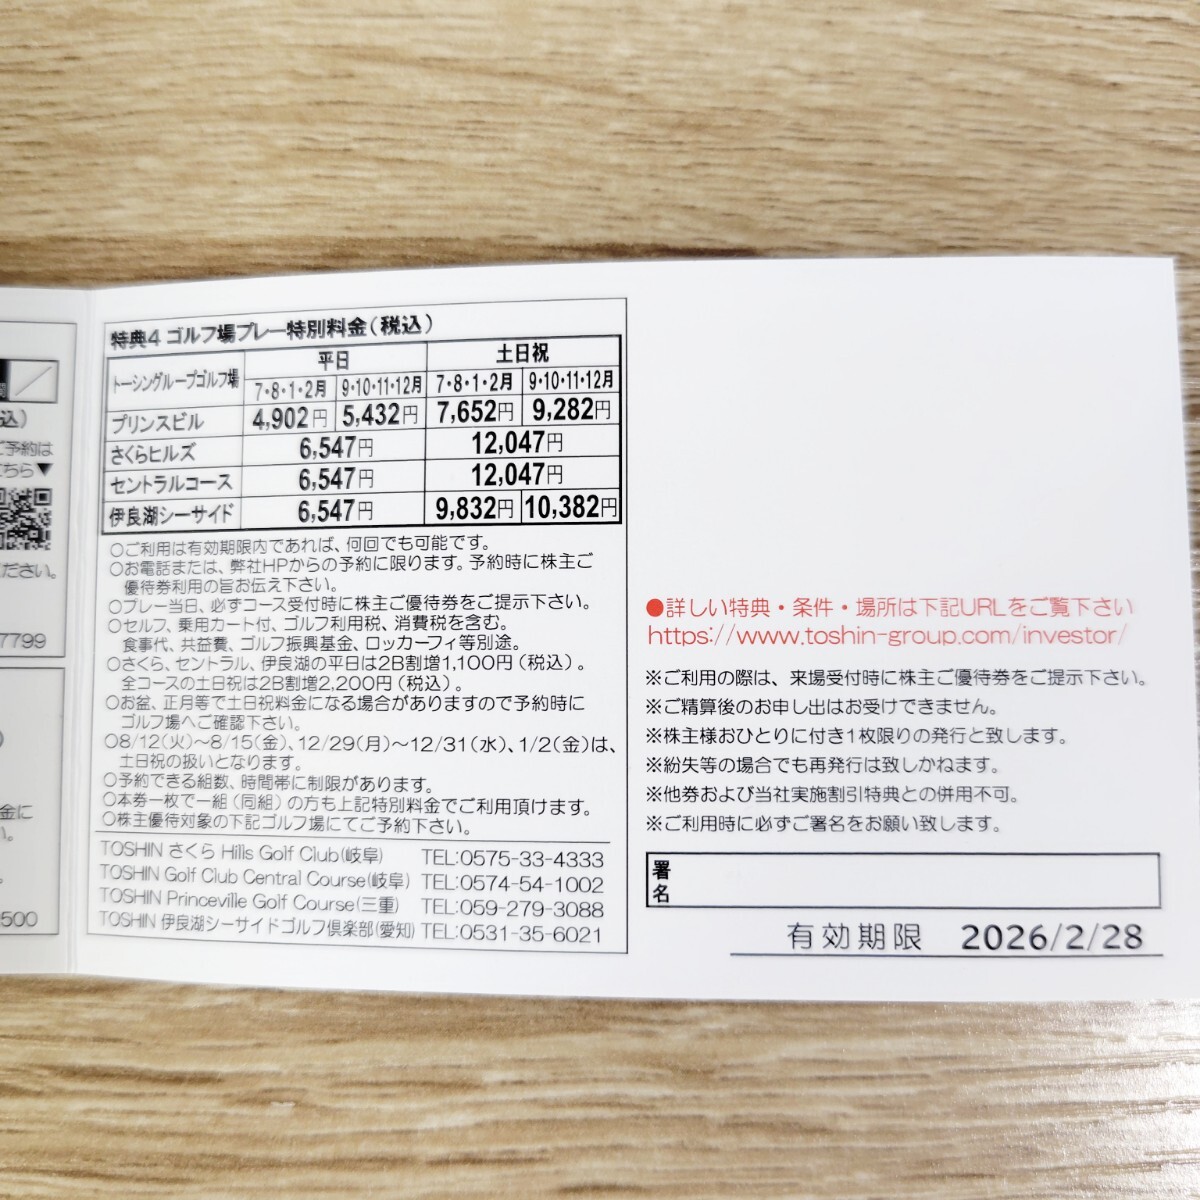 込)
ご予約は
こちら▼
ください。
7799
金に
い。
500
特典4 ゴルフ場プレー特別料金(税込)
トーシングループゴルフ場 平日 土日祝
7・8・1・2月 9・10・11・12月 7・8・1・2月 9・10・11・12月
プリンスビル 4,902円 5,432円 7,652円 9,282円
さくらヒルズ 6,547円 12,047円
セントラルコース 6,547円 12,047円
伊良湖シーサイド 6,547円 9,832円 10,382円
○ご利用は有効期限内であれば、何回でも可能です。
○お電話または、弊社HPからの予約に限ります。予約時に株主ご
優待券利用の旨お伝え下さい。
○プレー当日、必ずコース受付時に株主ご優待券をご提示下さい。
○セルフ、乗用カート付、ゴルフ利用税、消費税を含む。
食事代、共益費、ゴルフ振興基金、ロッカーフィ等別途。
○さくら、セントラル、伊良湖の平日は2B割増1,100円(税込)。
全コースの土日祝は2B割増2,200円(税込)。
○お盆、正月等で土日祝料金になる場合がありますので予約時に
ゴルフ場へご確認下さい。
○8/12(火)~8/15(金)、12/29(月)~12/31(水)、1/2(金)は、
土日祝の扱いとなります。
○予約できる組数、時間帯に制限があります。
○本券一枚で一組(同組)の方も上記特別料金でご利用頂けます。
○株主優待対象の下記ゴルフ場にてご予約下さい。
TOSHIN さくら Hills Golf Club(岐阜) TEL:0575-33-4333
TOSHIN Golf Club Central Course(岐阜) TEL:0574-54-1002
TOSHIN Princeville Golf Course(三重) TEL:059-279-3088
TOSHIN 伊良湖シーサイドゴルフ倶楽部(愛知) TEL:0531-35-6021
●詳しい特典・条件・場所は下記URLをご覧下さい
https://www.toshin-group.com/investor/
※ご利用の際は、来場受付時に株主ご優待券をご提示下さい。
※ご精算後のお申し出はお受けできません。
※株主様おひとりに付き1枚限りの発行と致します。
※紛失等の場合でも再発行は致しかねます。
※他券および当社実施割引特典との併用不可。
※ご利用時に必ずご署名をお願い致します。
署名
有効期限 2026/2/28